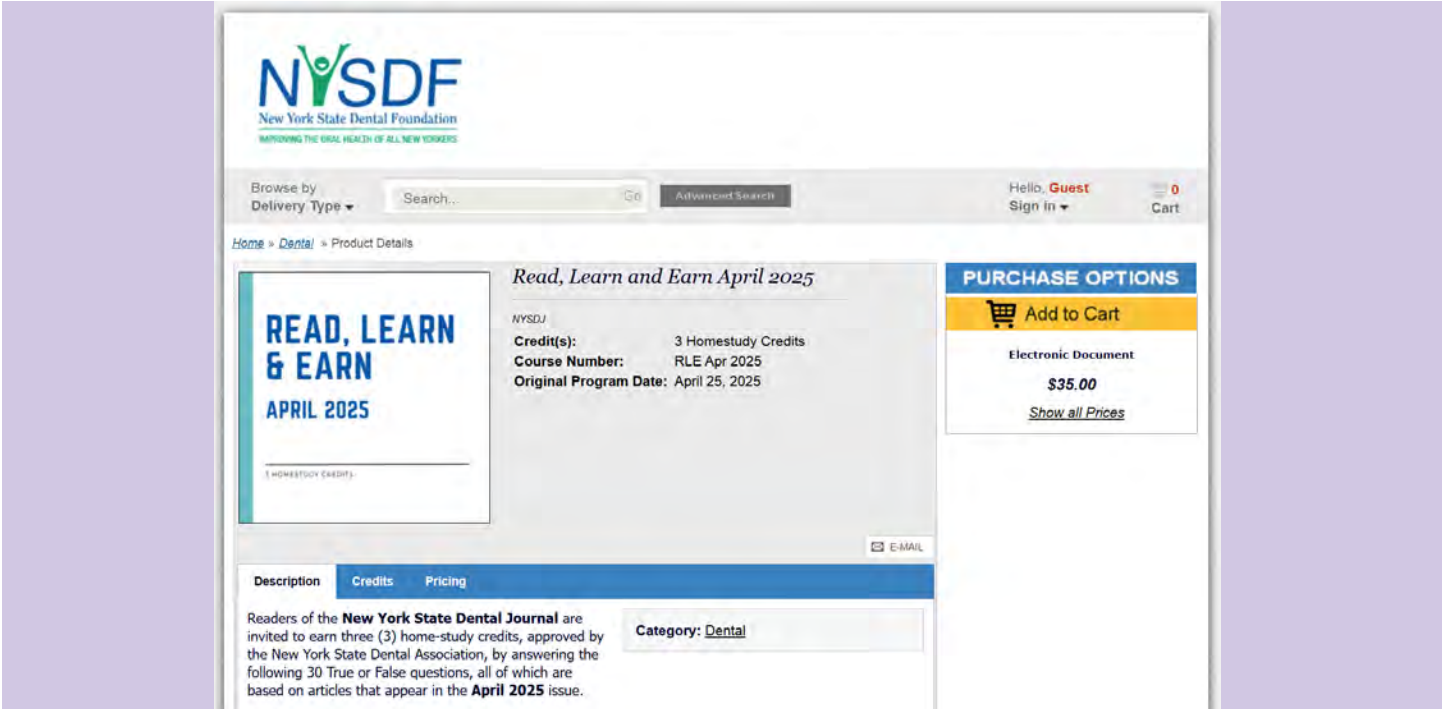 NYSDF
New York State Dental Foundation
IMPROVING THE ORAL HEALTH OF ALL NEW YORKERS
Browse by
Delivery Type
Search...
Go
Advanced Search
Hello, Guest
Sign in
0
Cart
Home » Dental » Product Details
READ, LEARN
& EARN
APRIL 2025
3 HOMESTUDY CREDITS
Read, Learn and Earn April 2025
NYSDJ
Credit(s): 3 Homestudy Credits
Course Number: RLE Apr 2025
Original Program Date: April 25, 2025
E-MAIL
PURCHASE OPTIONS
Add to Cart
Electronic Document
$35.00
Show all Prices
Description Credits Pricing
Readers of the New York State Dental Journal are
invited to earn three (3) home-study credits, approved by
the New York State Dental Association, by answering the
following 30 True or False questions, all of which are
based on articles that appear in the April 2025 issue.
Category: Dental